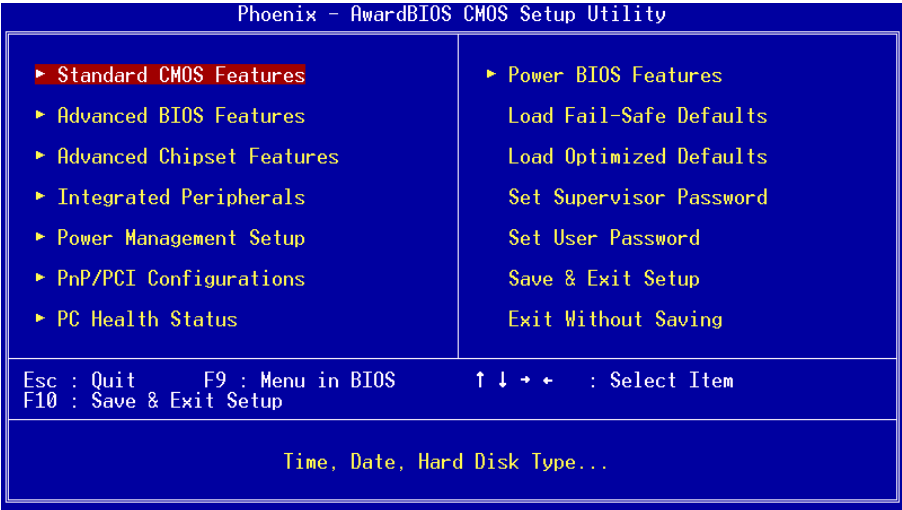 Phoenix - AwardBIOS CMOS Setup Utility
► Standard CMOS Features
► Advanced BIOS Features
► Advanced Chipset Features
► Integrated Peripherals
► Power Management Setup
► PnP/PCI Configurations
► PC Health Status
► Power BIOS Features
Load Fail-Safe Defaults
Load Optimized Defaults
Set Supervisor Password
Set User Password
Save & Exit Setup
Exit Without Saving
Esc : Quit F9 : Menu in BIOS ↑ ↓ → ← : Select Item
F10 : Save & Exit Setup
Time, Date, Hard Disk Type...